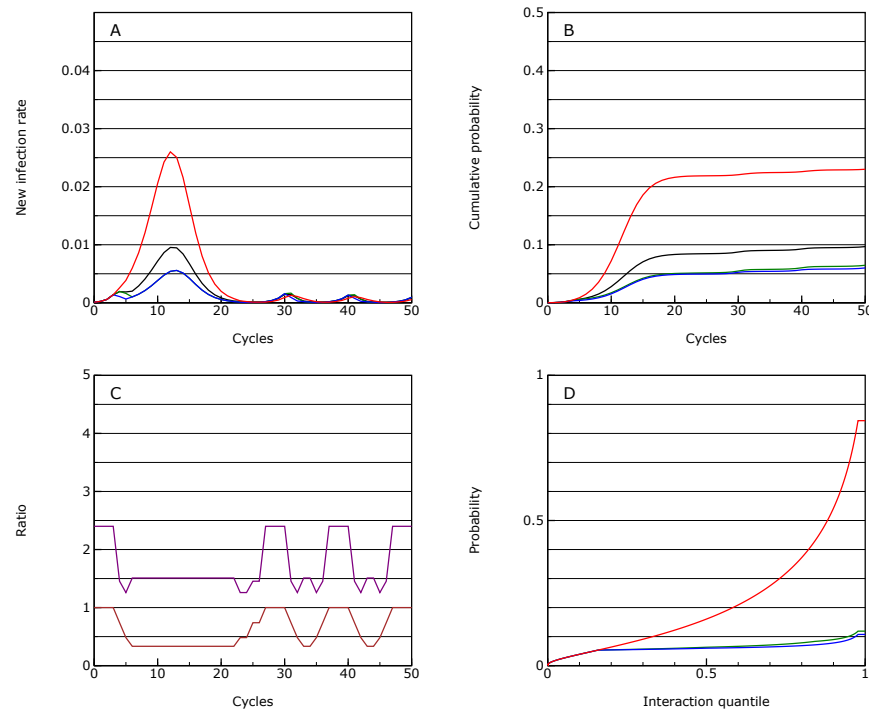 A
New infection rate
0.04
0.03
0.02
0.01
0
0 10 20 30 40 50
Cycles
B
Cumulative probability
0.5
0.4
0.3
0.2
0.1
0
0 10 20 30 40 50
Cycles
C
Ratio
5
4
3
2
1
0
0 10 20 30 40 50
Cycles
D
Probability
1
0.5
0
0 0.5 1
Interaction quantile